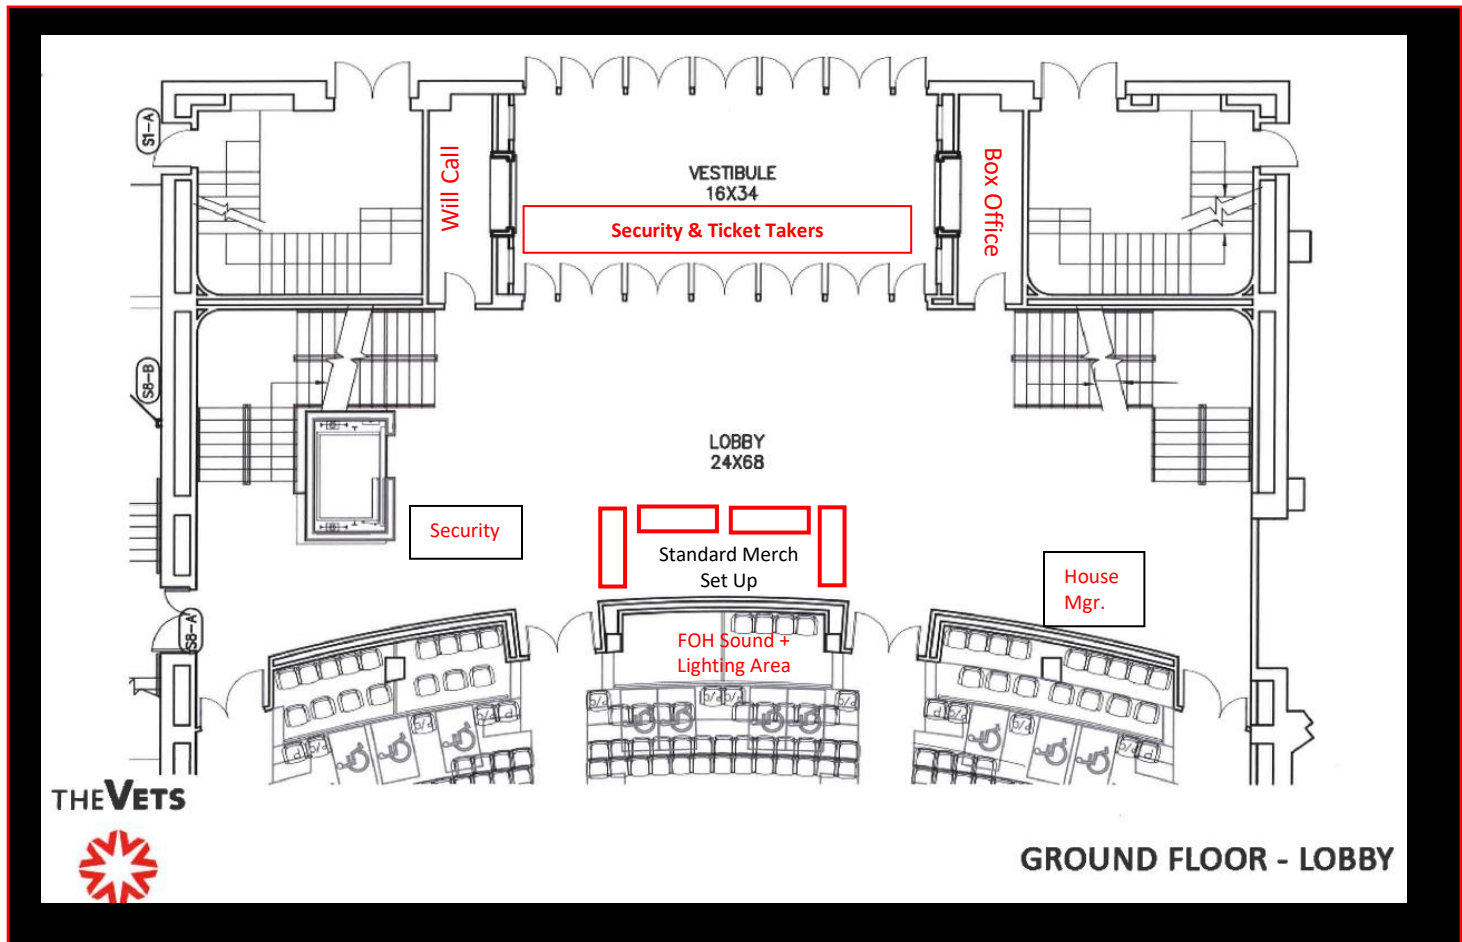 S1-A
Will Call
VESTIBULE
16X34
Security & Ticket Takers
Box Office
S8-B
LOBBY
24X68
Security
Standard Merch
Set Up
House
Mgr.
S8-A
FOH Sound +
Lighting Area
THEVETS
GROUND FLOOR - LOBBY